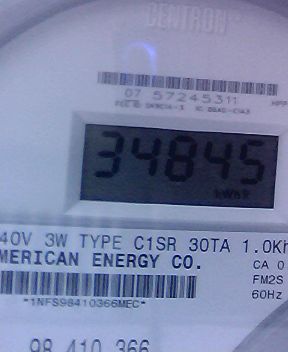 CENTRON
07 57245311
34845
kWhR
40V 3W TYPE C1SR 30TA 1.0Kh
MERICAN ENERGY CO. CA 0
FM2S
*1NFS98410366MEC* 60Hz
98 410 366